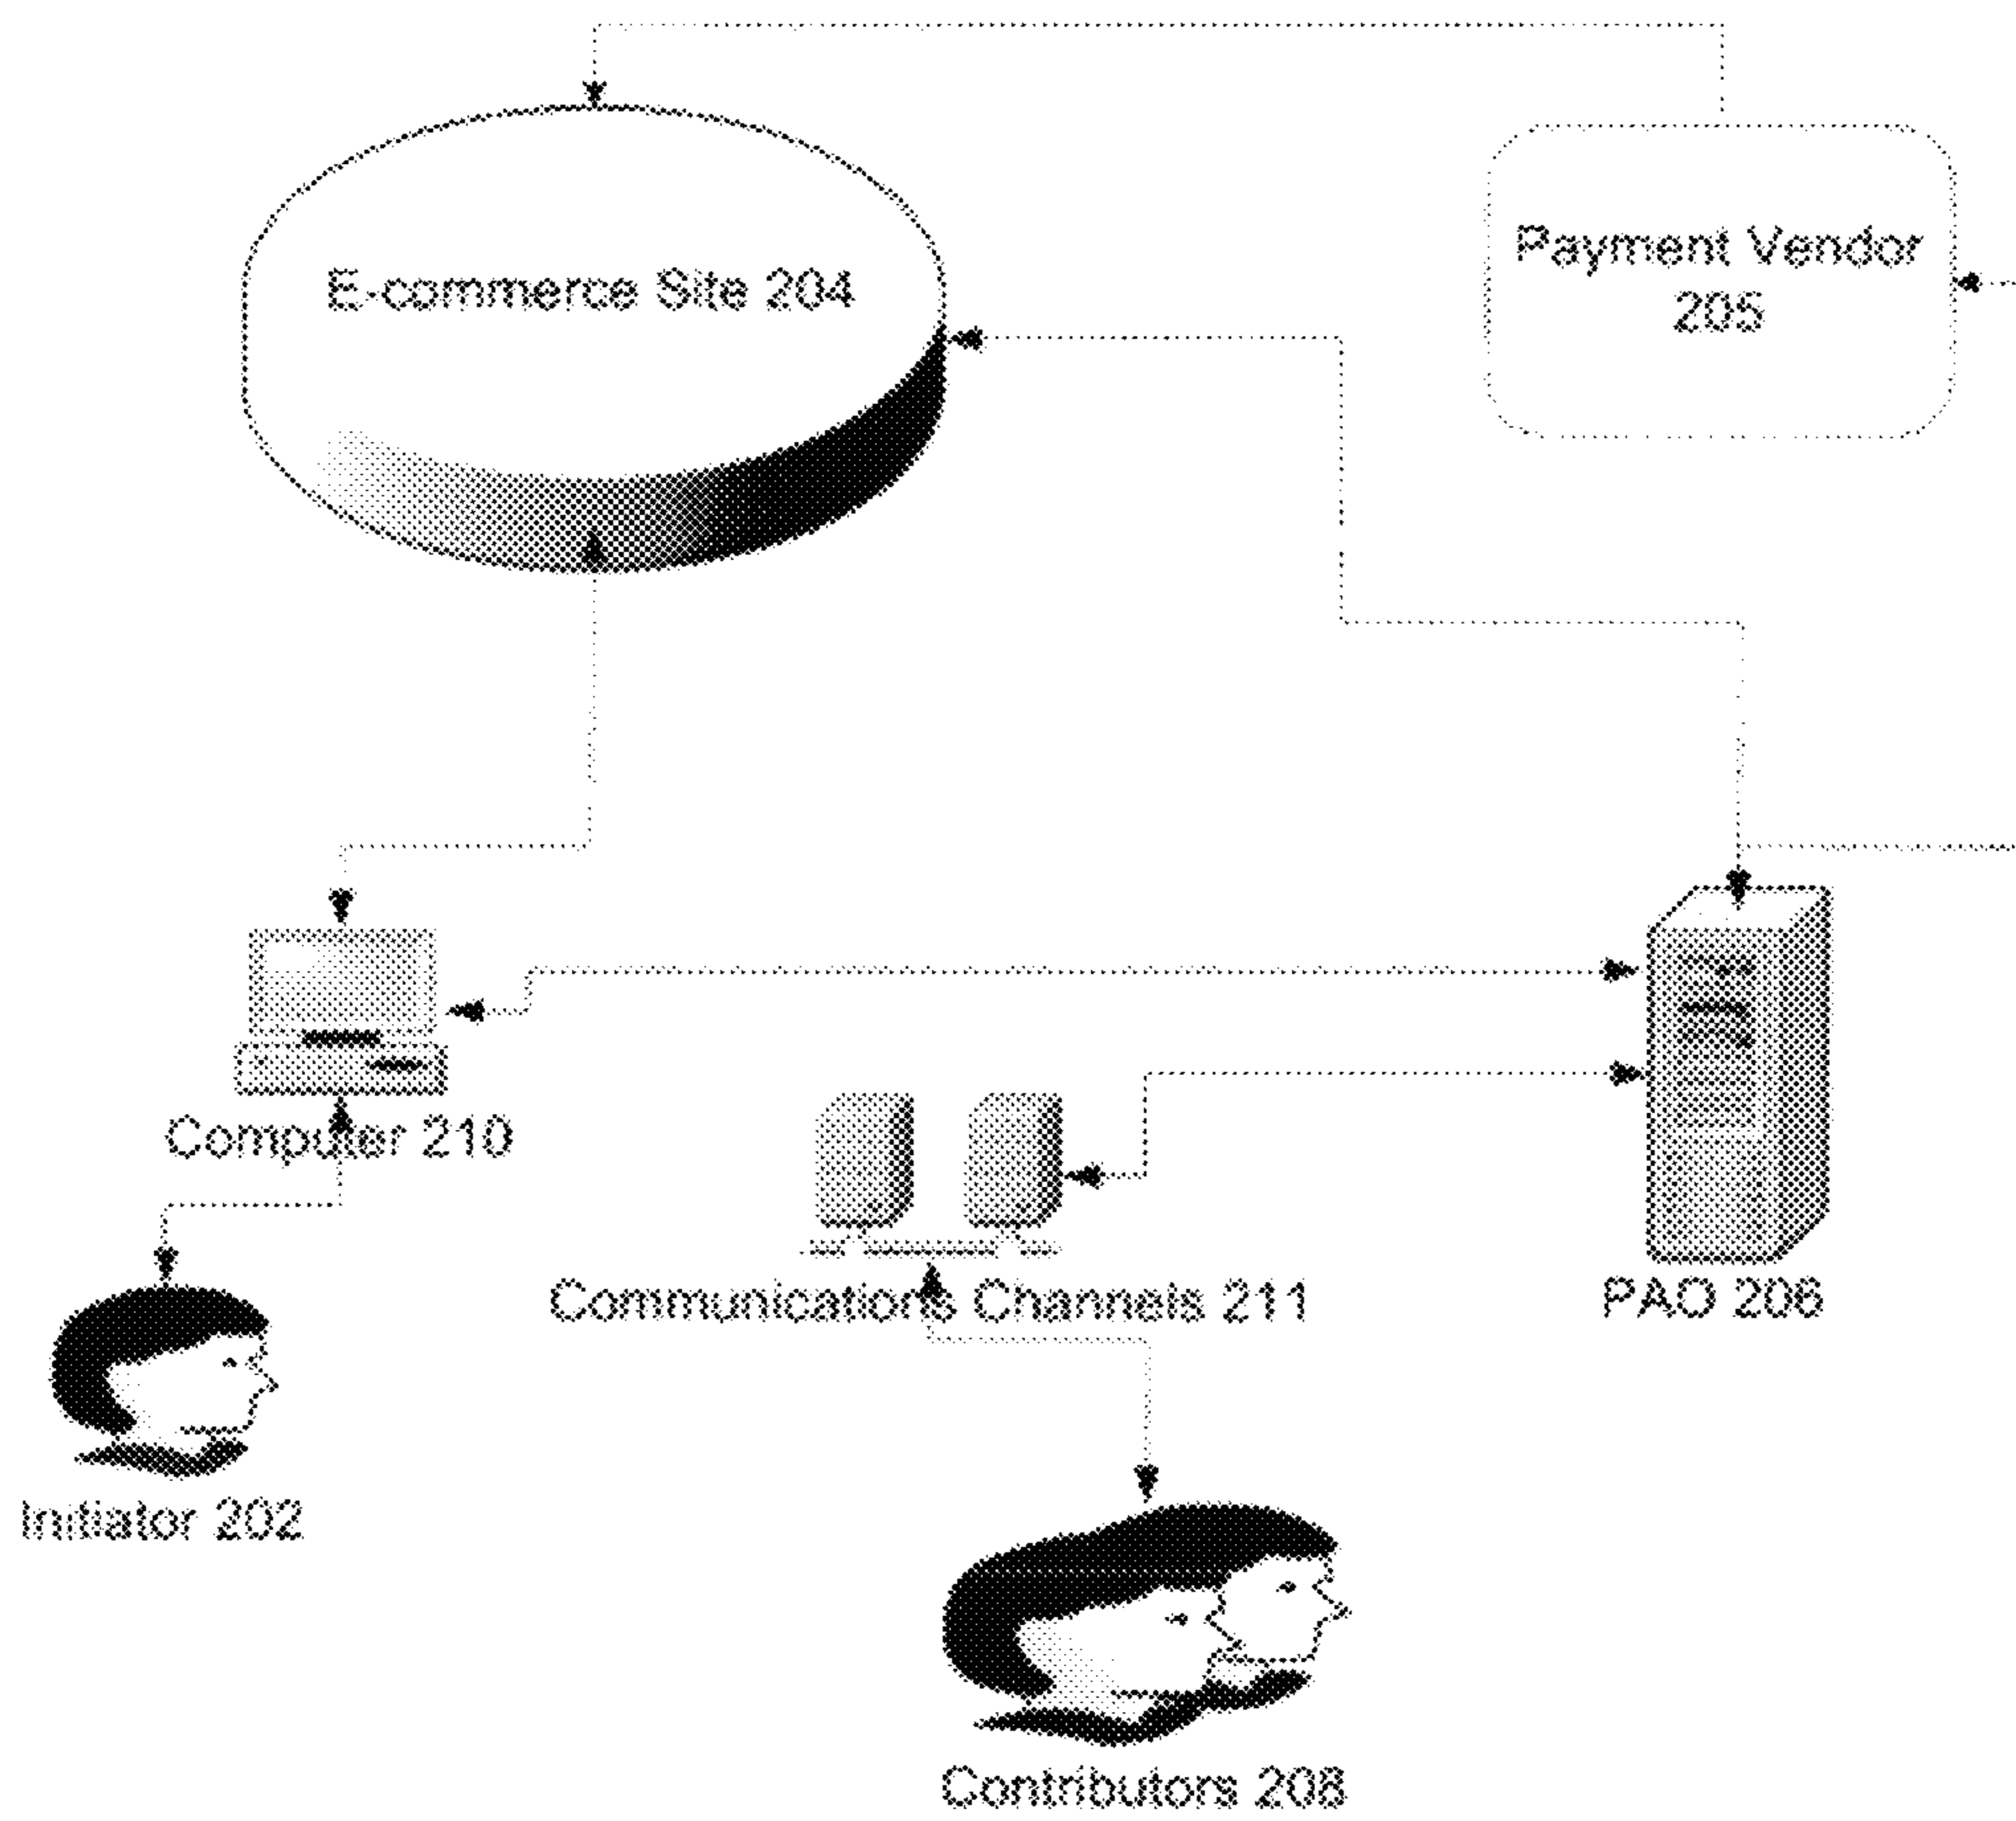 E-commerce Site 204
Payment Vendor
205
Computer 210
Communications Channels 211
PAO 206
Initiator 202
Contributors 208